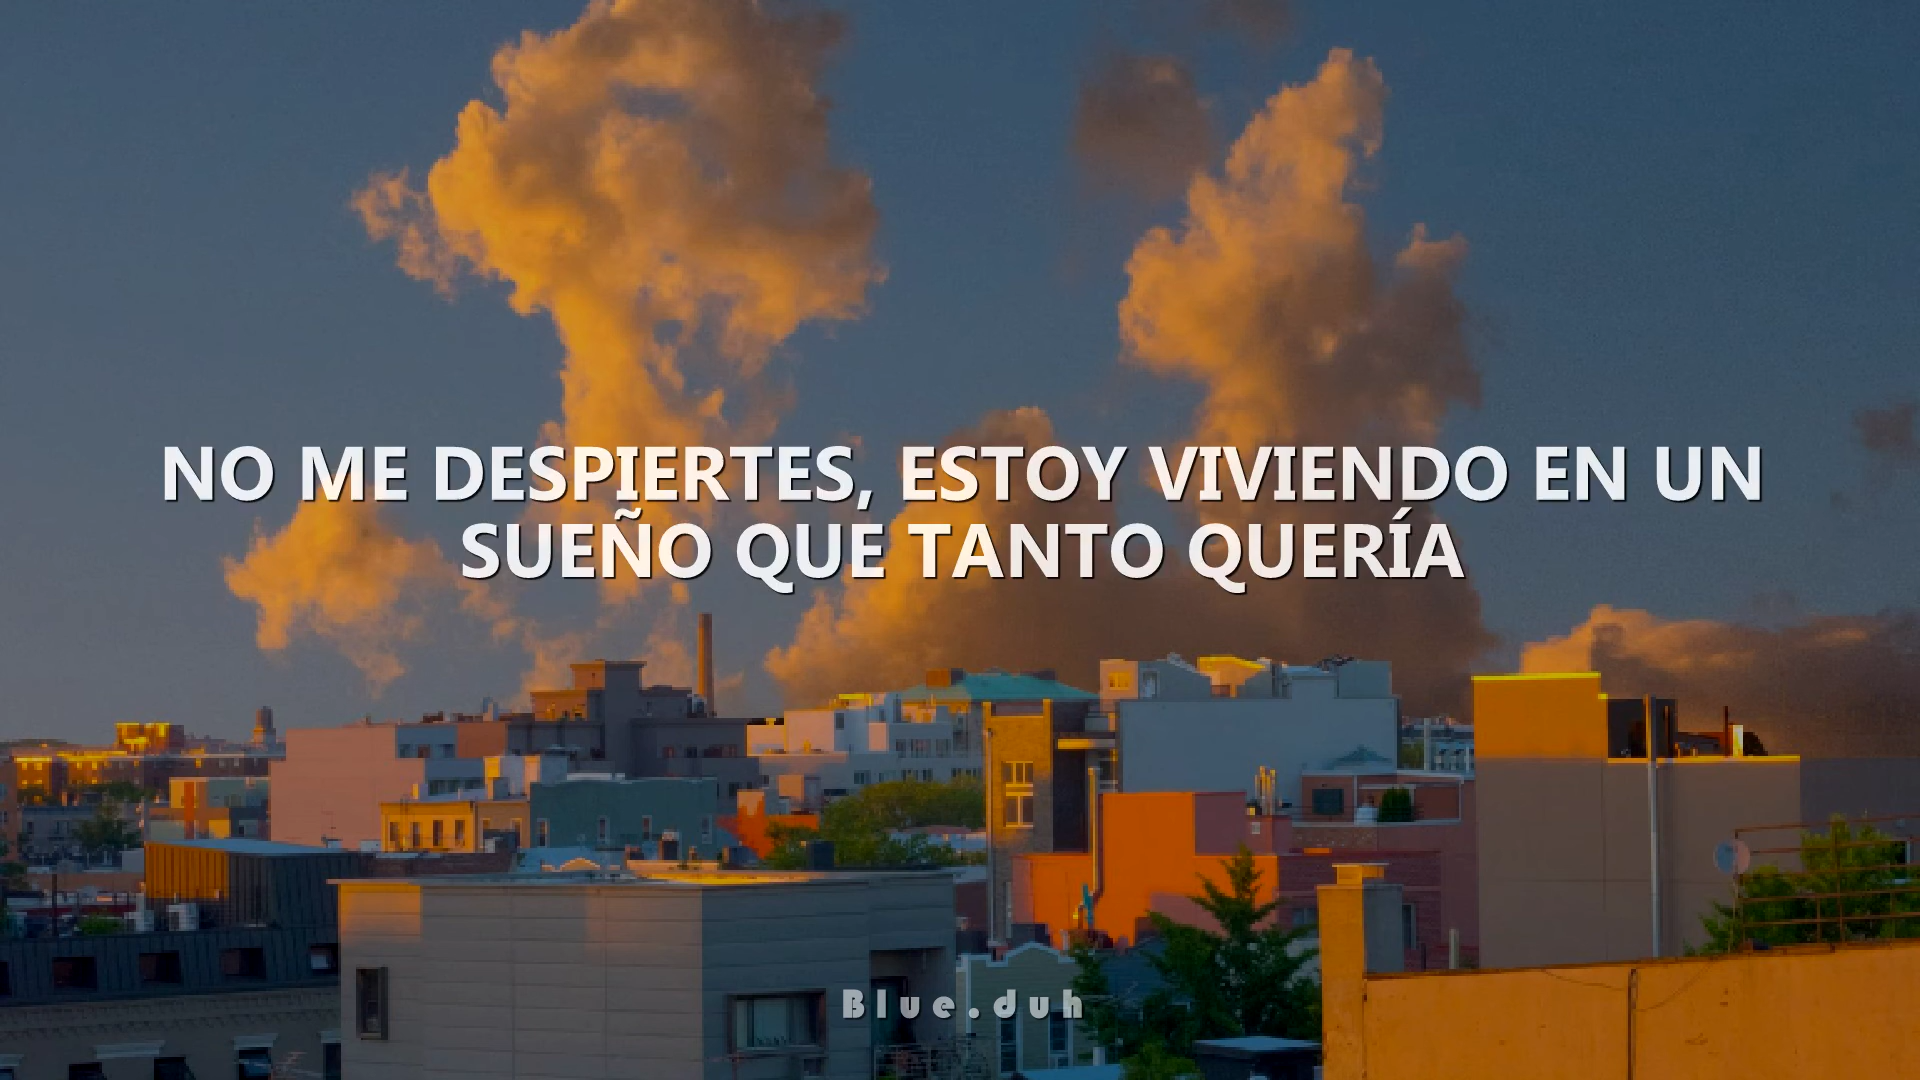 NO ME DESPIERTES, ESTOY VIVIENDO EN UN
SUEÑO QUE TANTO QUERÍA
Blue.duh